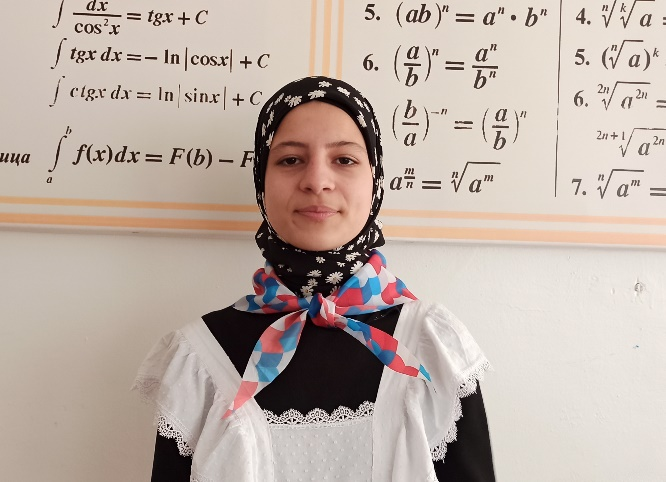 ∫ dx/cos²x = tgx + C
∫ tgx dx = − ln|cosx| + C
∫ ctgx dx = ln|sinx| + C
ица ∫ₐᵇ f(x)dx = F(b) − F
5. (ab)ⁿ = aⁿ • bⁿ
6. (a/b)ⁿ = aⁿ/bⁿ
(b/a)⁻ⁿ = (a/b)ⁿ
a^(m/n) = ⁿ√aᵐ
4. ⁿ√ᵏ√a =
5. (ⁿ√a)ᵏ
6. ²ⁿ√a²ⁿ =
²ⁿ⁺¹√a²ⁿ
7. ⁿ√aᵐ =